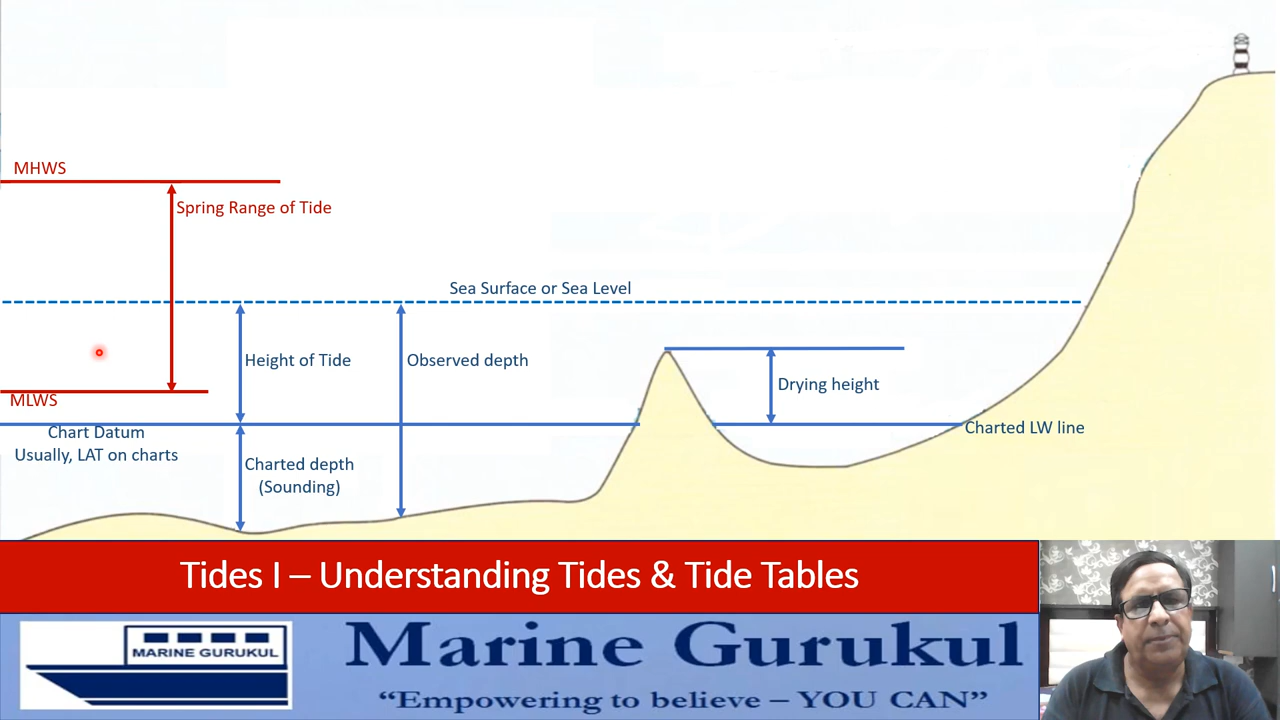 MHWS
Spring Range of Tide
Sea Surface or Sea Level
Height of Tide
Observed depth
Drying height
MLWS
Chart Datum
Usually, LAT on charts
Charted LW line
Charted depth
(Sounding)
Tides I – Understanding Tides & Tide Tables
MARINE GURUKUL
Marine Gurukul
“Empowering to believe – YOU CAN”